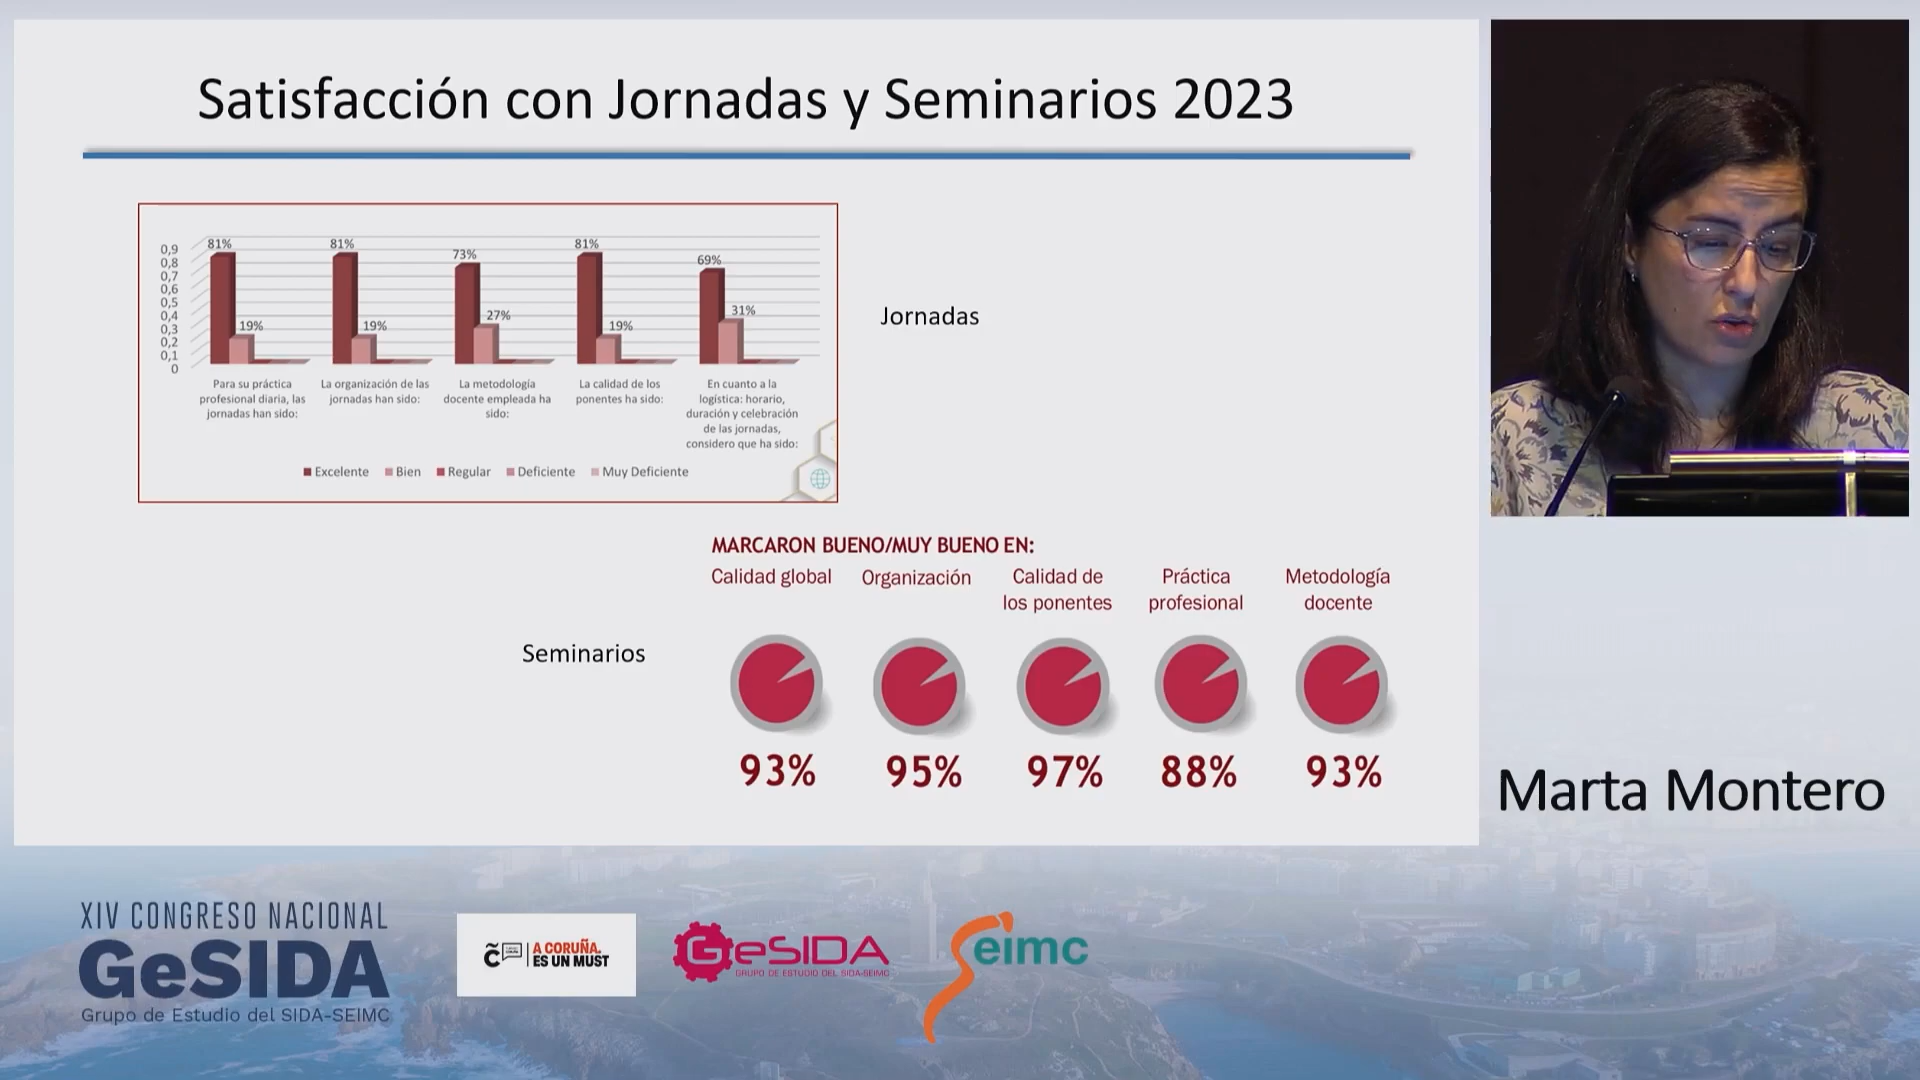 Satisfacción con Jornadas y Seminarios 2023
0,9
0,8
0,7
0,6
0,5
0,4
0,3
0,2
0,1
0
81%
19%
81%
19%
73%
27%
81%
19%
69%
31%
Para su práctica
profesional diaria, las
jornadas han sido:
La organización de las
jornadas han sido:
La metodología
docente empleada ha
sido:
La calidad de los
ponentes ha sido:
En cuanto a la
logística: horario,
duración y celebración
de las jornadas,
considero que ha sido:
Excelente Bien Regular Deficiente Muy Deficiente
Jornadas
MARCARON BUENO/MUY BUENO EN:
Calidad global
Organización
Calidad de
los ponentes
Práctica
profesional
Metodología
docente
Seminarios
93% 95% 97% 88% 93%
Marta Montero
XIV CONGRESO NACIONAL
GeSIDA
Grupo de Estudio del SIDA-SEIMC
A CORUÑA.
ES UN MUST
GeSIDA
GRUPO DE ESTUDIO DEL SIDA-SEIMC
Seimc